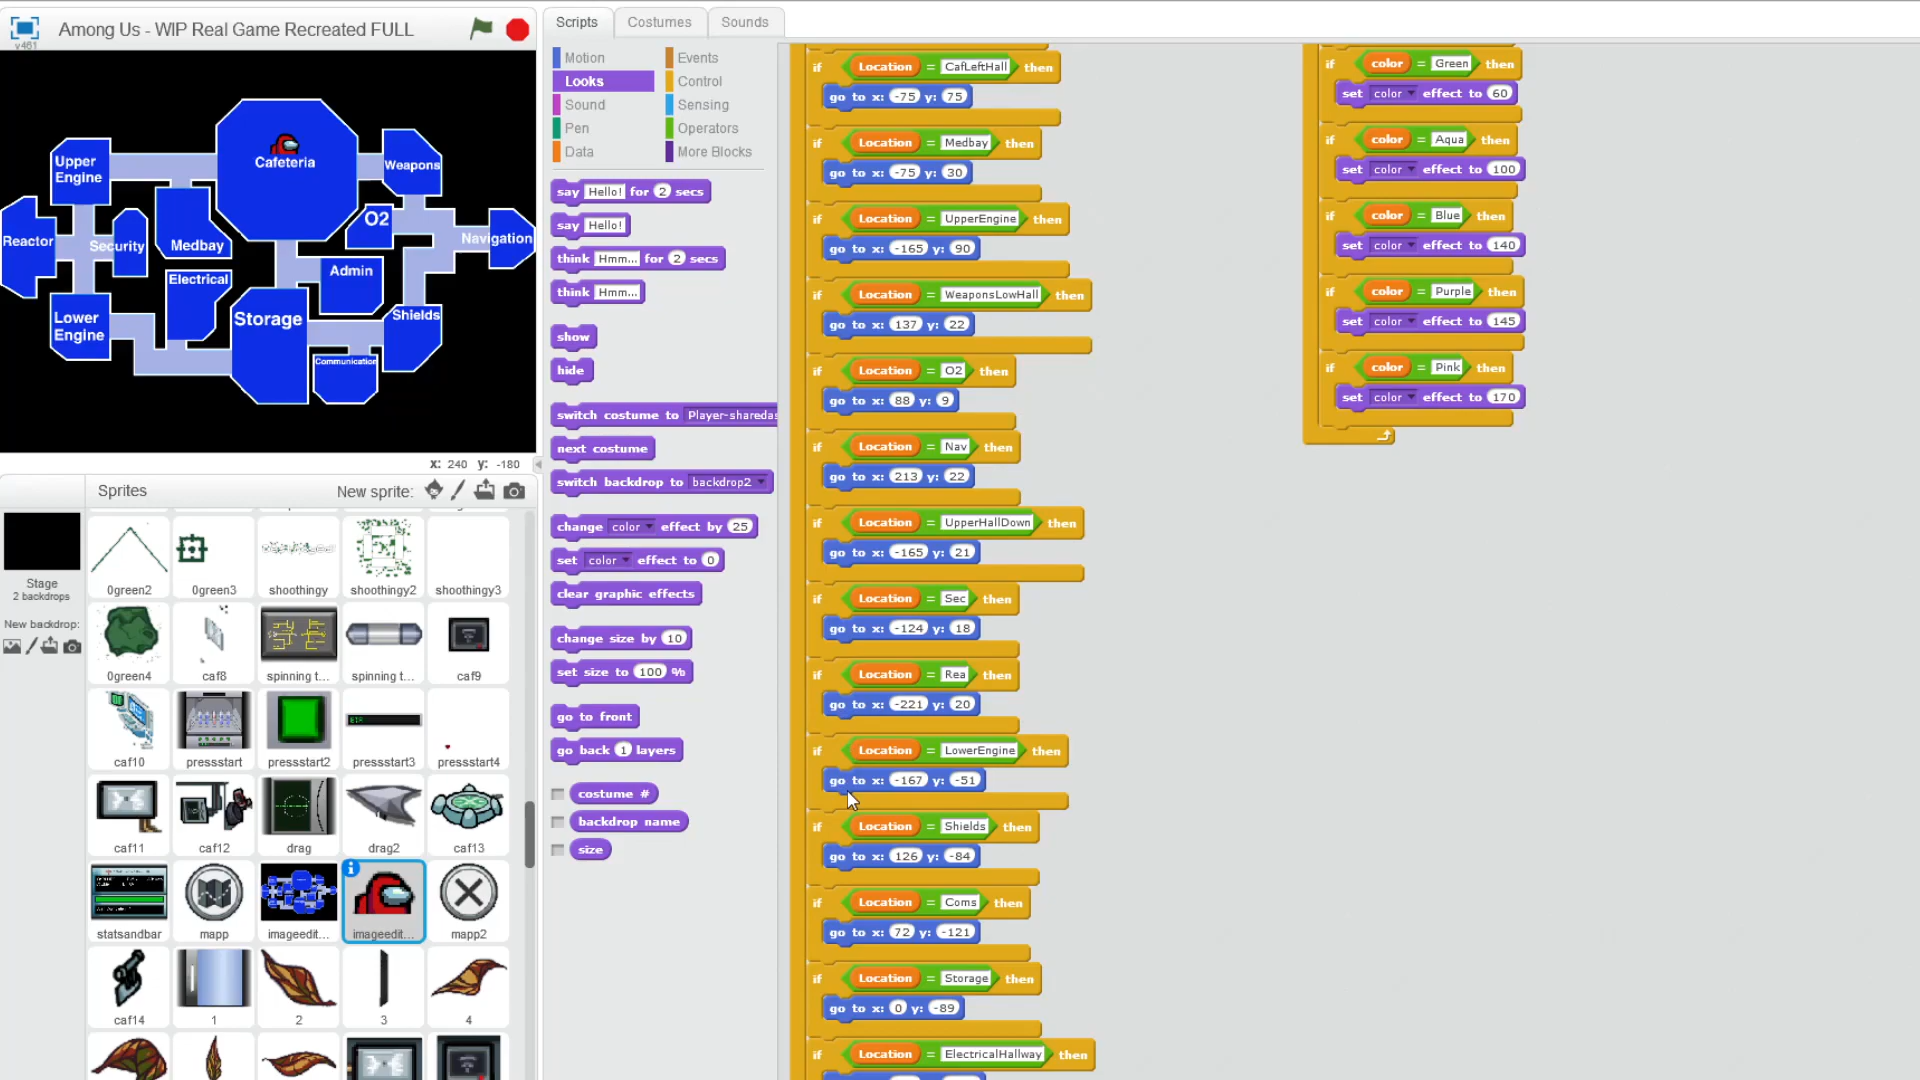 Among Us - WIP Real Game Recreated FULL
v461
Upper
Engine
Cafeteria
Weapons
O2
Reactor
Security
Medbay
Navigation
Electrical
Admin
Lower
Engine
Storage
Shields
Communication
x: 240 y: -180
Sprites
New sprite:
Stage
2 backdrops
New backdrop:
0green2
0green3
shoothingy
shoothingy2
shoothingy3
0green4
caf8
spinning t...
spinning t...
caf9
caf10
pressstart
pressstart2
pressstart3
pressstart4
caf11
caf12
drag
drag2
caf13
statsandbar
mapp
imageedit...
imageedit...
mapp2
caf14
1
2
3
4
Scripts
Costumes
Sounds
Motion
Events
Looks
Control
Sound
Sensing
Pen
Operators
Data
More Blocks
say Hello! for 2 secs
say Hello!
think Hmm... for 2 secs
think Hmm...
show
hide
switch costume to Player-sharedas
next costume
switch backdrop to backdrop2
change color effect by 25
set color effect to 0
clear graphic effects
change size by 10
set size to 100 %
go to front
go back 1 layers
costume #
backdrop name
size
if Location = CafLeftHall then
go to x: -75 y: 75
if Location = Medbay then
go to x: -75 y: 30
if Location = UpperEngine then
go to x: -165 y: 90
if Location = WeaponsLowHall then
go to x: 137 y: 22
if Location = O2 then
go to x: 88 y: 9
if Location = Nav then
go to x: 213 y: 22
if Location = UpperHallDown then
go to x: -165 y: 21
if Location = Sec then
go to x: -124 y: 18
if Location = Rea then
go to x: -221 y: 20
if Location = LowerEngine then
go to x: -167 y: -51
if Location = Shields then
go to x: 126 y: -84
if Location = Coms then
go to x: 72 y: -121
if Location = Storage then
go to x: 0 y: -89
if Location = ElectricalHallway then
if color = Green then
set color effect to 60
if color = Aqua then
set color effect to 100
if color = Blue then
set color effect to 140
if color = Purple then
set color effect to 145
if color = Pink then
set color effect to 170